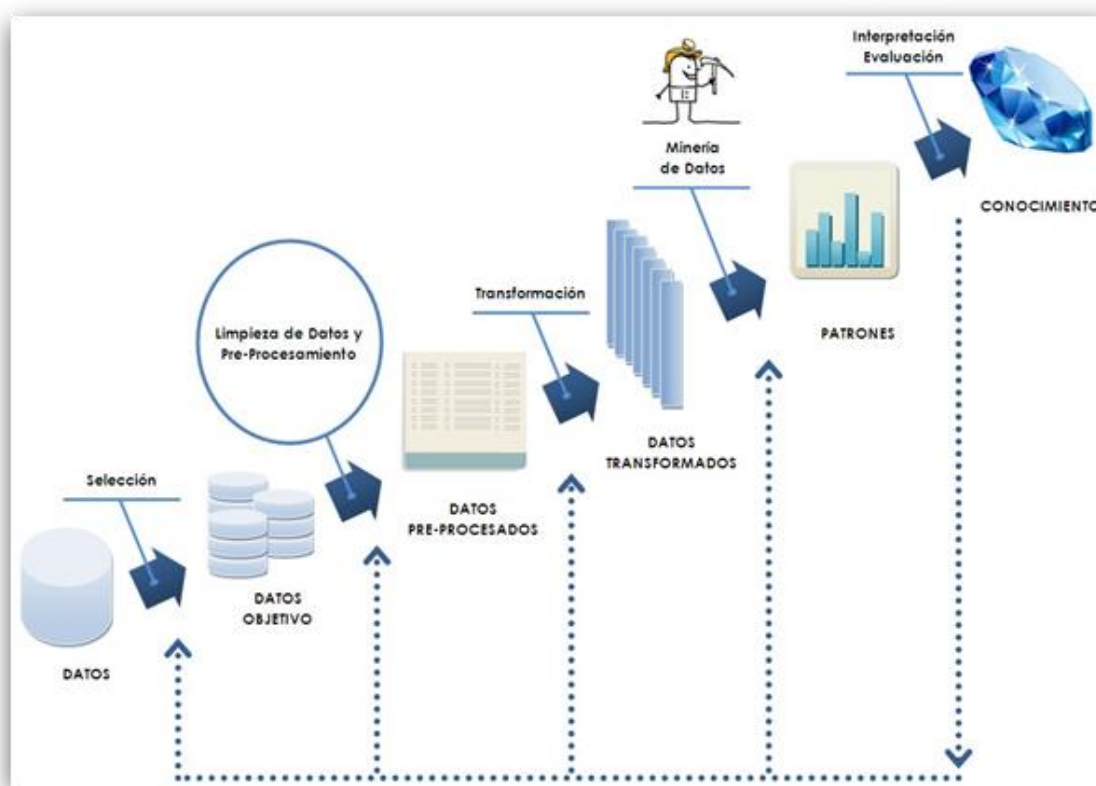 Interpretación
Evaluación
CONOCIMIENTO
Minería
de Datos
PATRONES
Transformación
DATOS
TRANSFORMADOS
Limpieza de Datos y
Pre-Procesamiento
DATOS
PRE-PROCESADOS
Selección
DATOS
OBJETIVO
DATOS